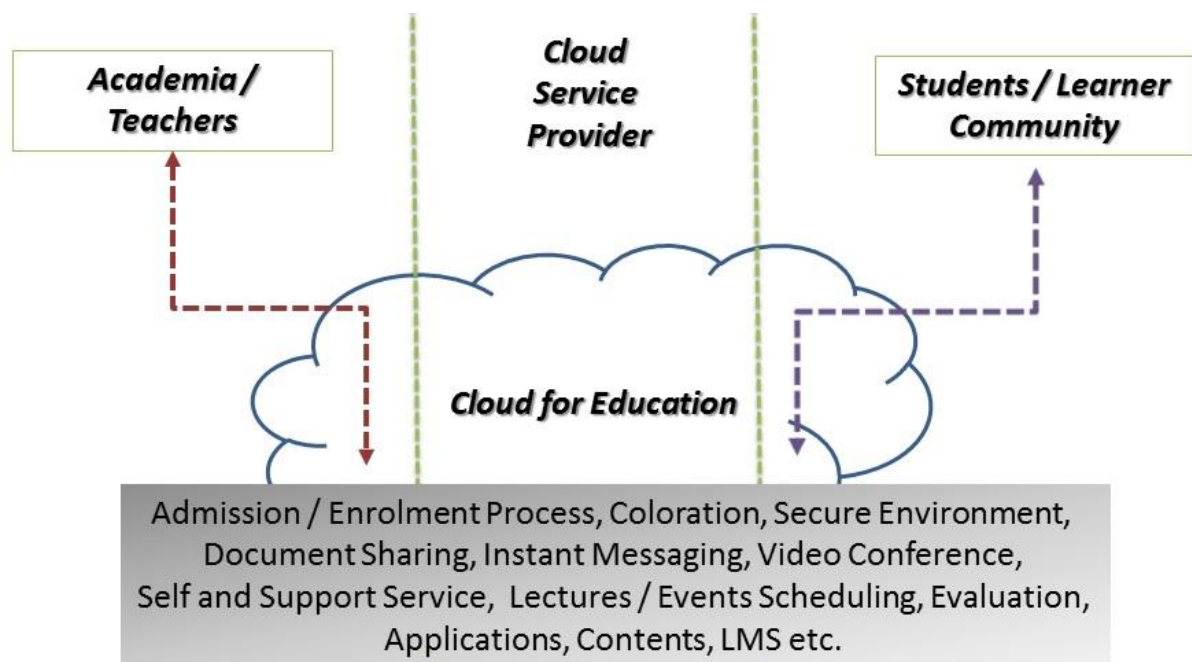 Academia /
Teachers
Cloud
Service
Provider
Students / Learner
Community
Cloud for Education
Admission / Enrolment Process, Coloration, Secure Environment,
Document Sharing, Instant Messaging, Video Conference,
Self and Support Service, Lectures / Events Scheduling, Evaluation,
Applications, Contents, LMS etc.